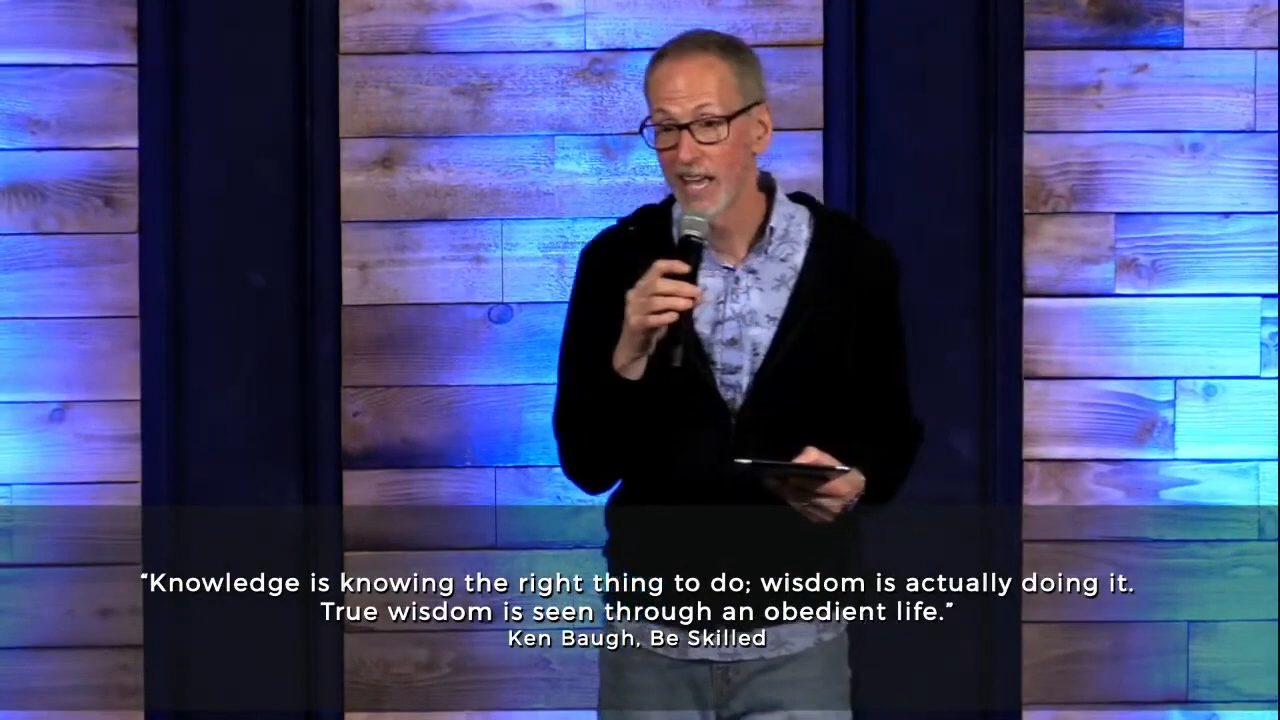 “Knowledge is knowing the right thing to do; wisdom is actually doing it.
True wisdom is seen through an obedient life.”
Ken Baugh, Be Skilled